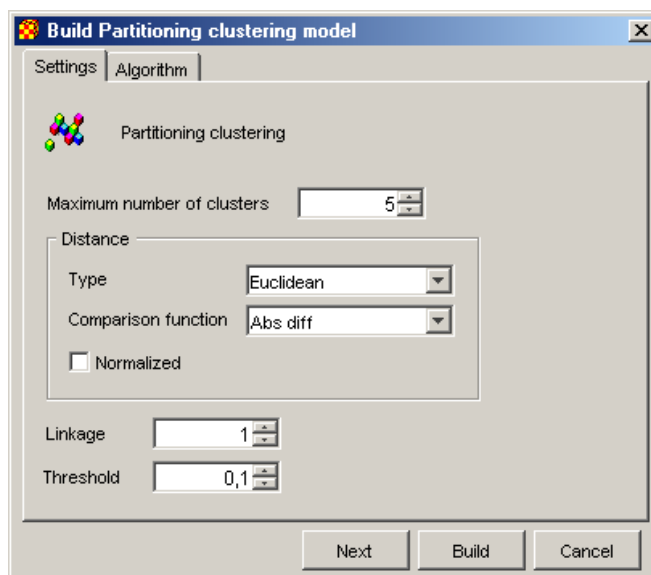 Build Partitioning clustering model
Settings Algorithm
Partitioning clustering
Maximum number of clusters 5
Distance
Type Euclidean
Comparison function Abs diff
Normalized
Linkage 1
Threshold 0,1
Next Build Cancel